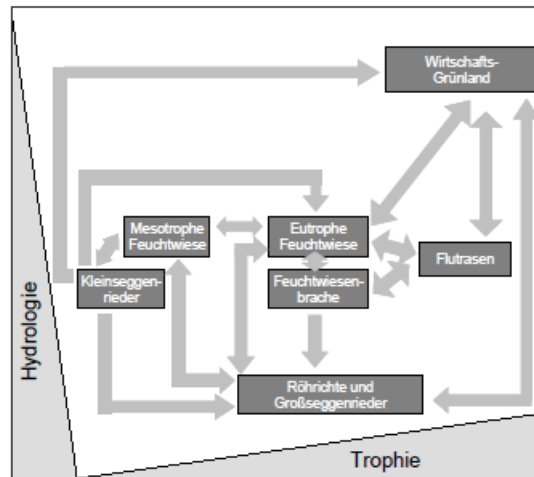 Wirtschafts-
Grünland
Mesotrophe
Feuchtwiese
Eutrophe
Feuchtwiese
Flutrasen
Kleinseggen-
rieder
Feuchtwiesen-
brache
Röhrichte und
Großseggenrieder
Hydrologie
Trophie